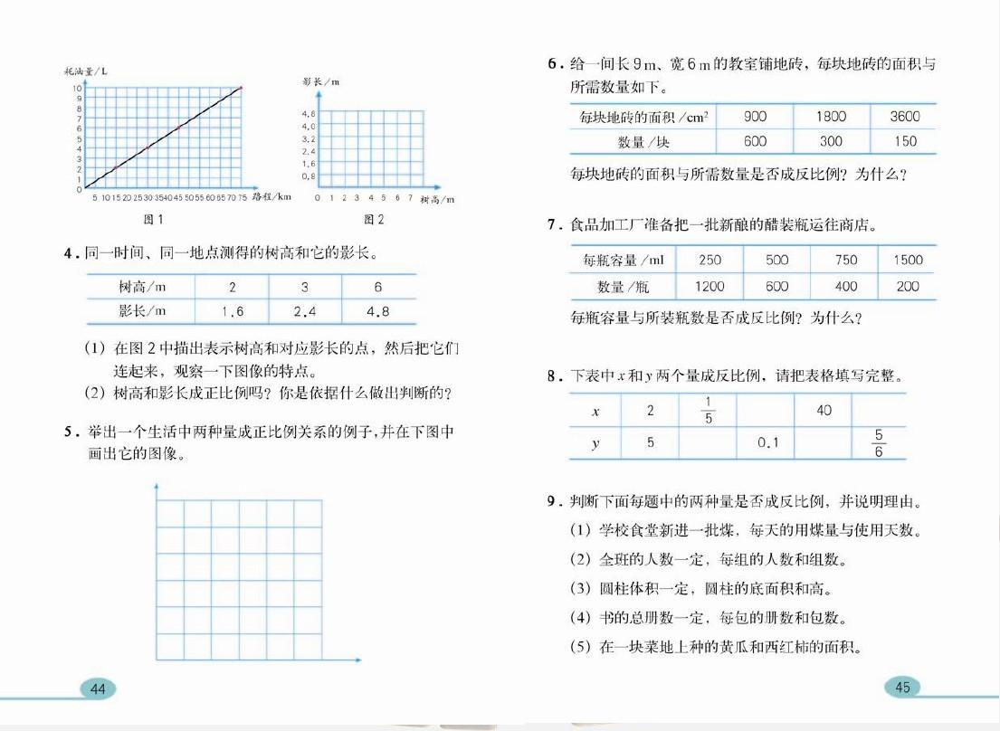 耗油量/L
10
9
8
7
6
5
4
3
2
1
0
5 10 15 20 25 30 35 40 45 50 55 60 65 70 75 路程/km
图1
影长/m
4.8
4.0
3.2
2.4
1.6
0.8
0 1 2 3 4 5 6 7 树高/m
图2
4. 同一时间、同一地点测得的树高和它的影长。
树高/m 2 3 6
影长/m 1.6 2.4 4.8
(1) 在图2中描出表示树高和对应影长的点，然后把它们
连起来，观察一下图像的特点。
(2) 树高和影长成正比例吗？你是依据什么做出判断的？
5. 举出一个生活中两种量成正比例关系的例子，并在下图中
画出它的图像。
44
6. 给一间长9m、宽6m的教室铺地砖，每块地砖的面积与
所需数量如下。
每块地砖的面积/cm² 900 1800 3600
数量/块 600 300 150
每块地砖的面积与所需数量是否成反比例？为什么？
7. 食品加工厂准备把一批新酿的醋装瓶运往商店。
每瓶容量/ml 250 500 750 1500
数量/瓶 1200 600 400 200
每瓶容量与所装瓶数是否成反比例？为什么？
8. 下表中x和y两个量成反比例，请把表格填写完整。
x 2 1/5 40
y 5 0.1 5/6
9. 判断下面每题中的两种量是否成反比例，并说明理由。
(1) 学校食堂新进一批煤，每天的用煤量与使用天数。
(2) 全班的人数一定，每组的人数和组数。
(3) 圆柱体积一定，圆柱的底面积和高。
(4) 书的总册数一定，每包的册数和包数。
(5) 在一块菜地上种的黄瓜和西红柿的面积。
45